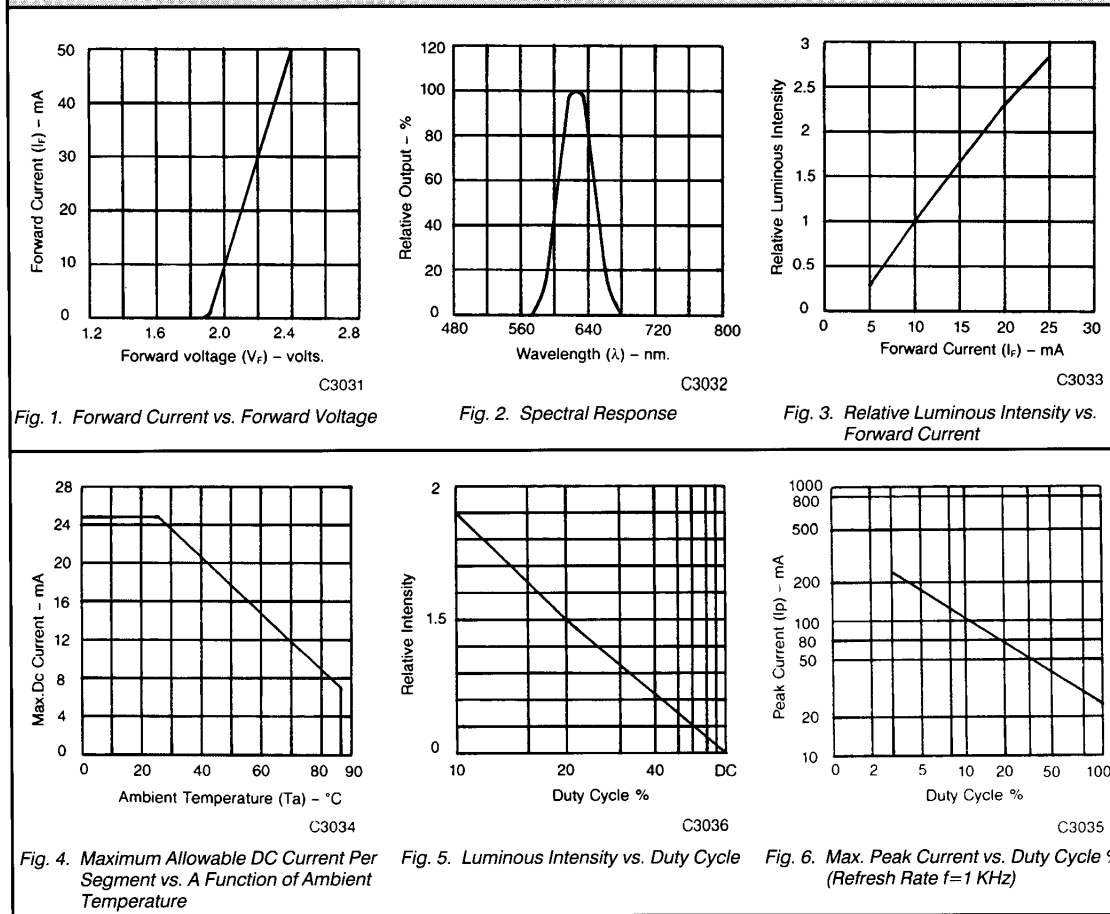 50
40
30
20
10
0
Forward Current (IF) – mA
1.2 1.6 2.0 2.4 2.8
Forward voltage (VF) – volts.
C3031
Fig. 1. Forward Current vs. Forward Voltage
120
100
80
60
40
20
0
Relative Output – %
480 560 640 720 800
Wavelength (λ) – nm.
C3032
Fig. 2. Spectral Response
3
2.5
2
1.5
1
0.5
0
Relative Luminous Intensity
0 5 10 15 20 25 30
Forward Current (IF) – mA
C3033
Fig. 3. Relative Luminous Intensity vs.
Forward Current
28
24
20
16
12
8
4
0
Max.Dc Current – mA
0 20 40 60 80 90
Ambient Temperature (Ta) – °C
C3034
Fig. 4. Maximum Allowable DC Current Per
Segment vs. A Function of Ambient
Temperature
2
1.5
0
Relative Intensity
10 20 40 DC
Duty Cycle %
C3036
Fig. 5. Luminous Intensity vs. Duty Cycle
1000
800
500
200
100
80
50
20
10
Peak Current (Ip) – mA
0 2 5 10 20 50 100
Duty Cycle %
C3035
Fig. 6. Max. Peak Current vs. Duty Cycle %
(Refresh Rate f=1 KHz)